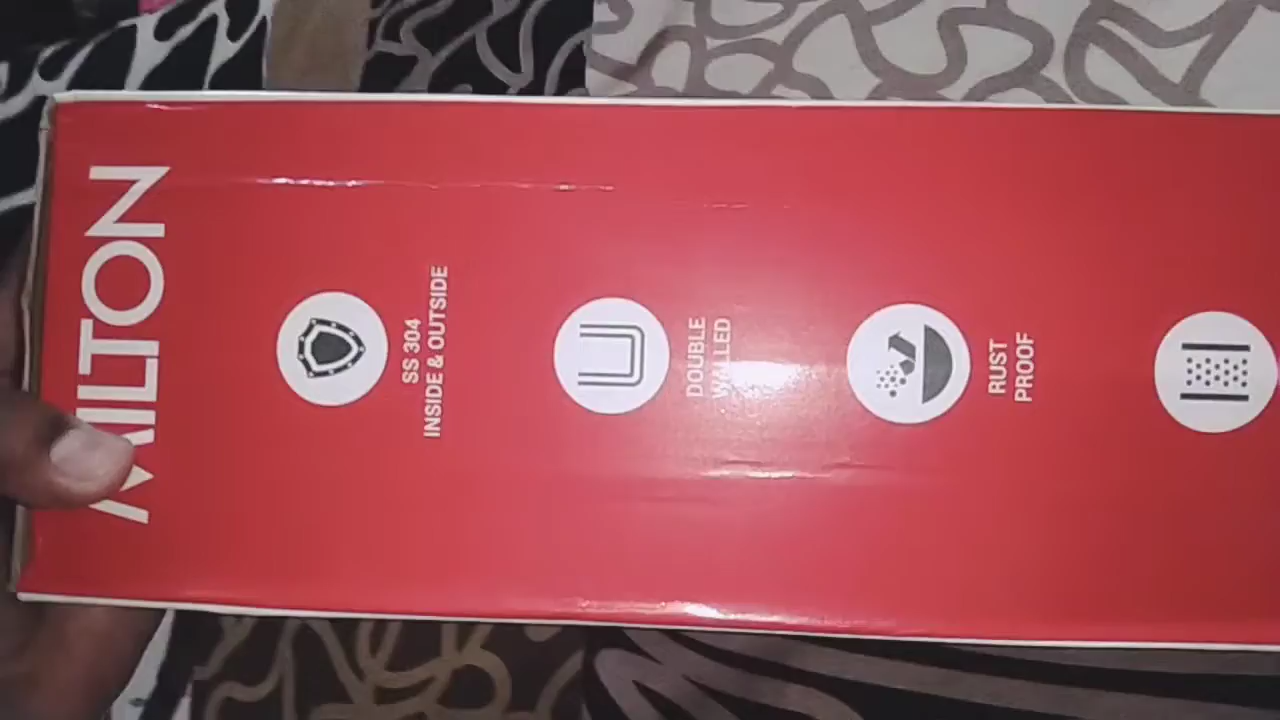 MILTON
SS 304
INSIDE & OUTSIDE
DOUBLE
WALLED
RUST
PROOF